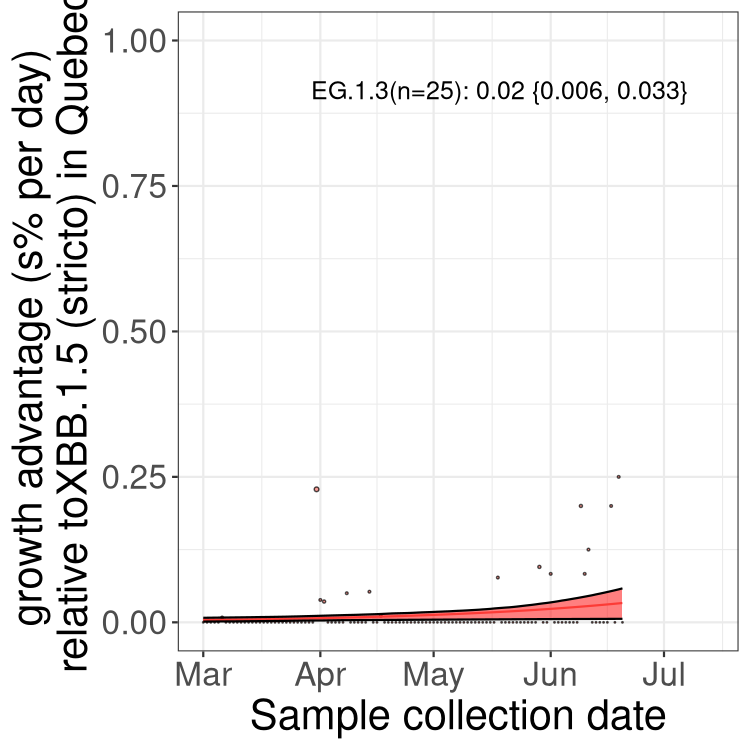 growth advantage (s% per day)
relative toXBB.1.5 (stricto) in Quebec
1.00
0.75
0.50
0.25
0.00
EG.1.3(n=25): 0.02 {0.006, 0.033}
Mar
Apr
May
Jun
Jul
Sample collection date